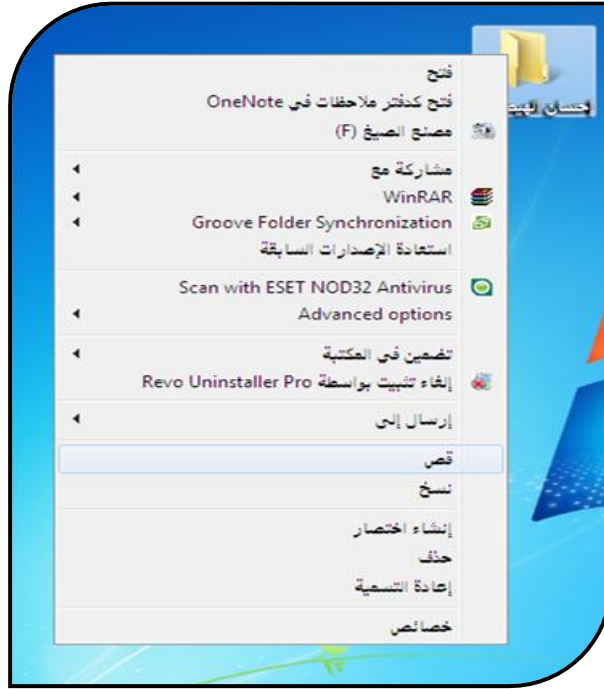 إحسان
فتح
فتح كدفتر ملاحظات في OneNote
مصنع الصيغ (F)
مشاركة مع
WinRAR
Groove Folder Synchronization
استعادة الإصدارات السابقة
Scan with ESET NOD32 Antivirus
Advanced options
تضمين في المكتبة
إلغاء تثبيت بواسطة Revo Uninstaller Pro
إرسال إلى
قص
نسخ
إنشاء اختصار
حذف
إعادة التسمية
خصائص